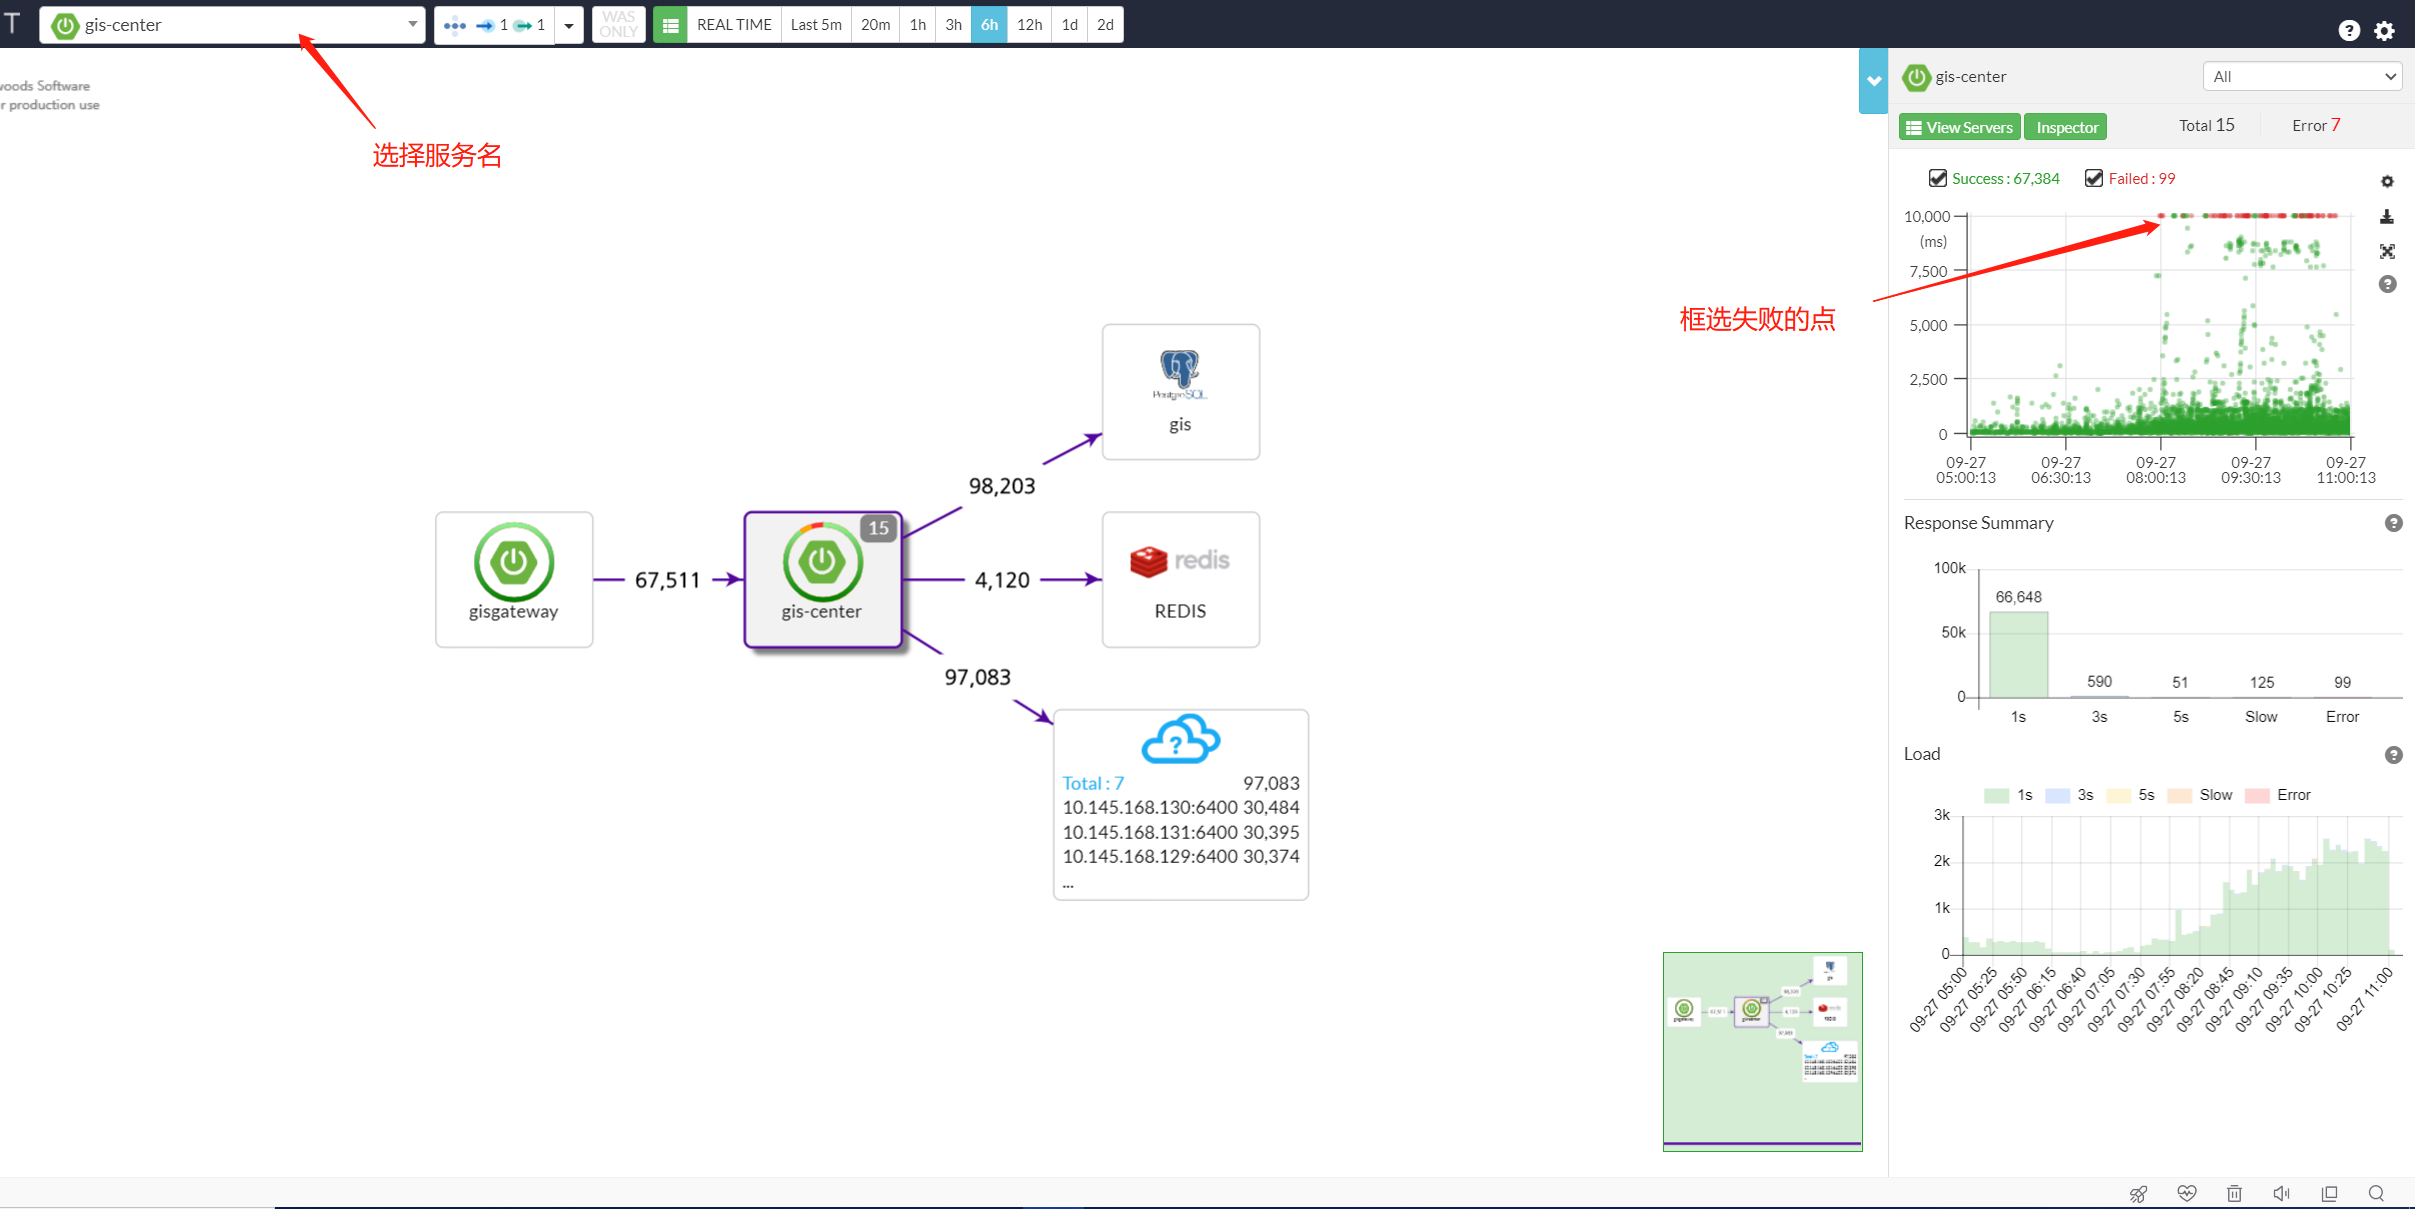 T
gis-center
1
1
WAS ONLY
REAL TIME
Last 5m
20m
1h
3h
6h
12h
1d
2d
woods Software
r production use
选择服务名
gis-center
All
View Servers
Inspector
Total 15
Error 7
Success : 67,384
Failed : 99
10,000
(ms)
7,500
5,000
2,500
0
09-27 05:00:13
09-27 06:30:13
09-27 08:00:13
09-27 09:30:13
09-27 11:00:13
框选失败的点
PostgreSQL
gis
98,203
gisgateway
67,511
15
gis-center
4,120
redis
REDIS
97,083
Total : 7 97,083
10.145.168.130:6400 30,484
10.145.168.131:6400 30,395
10.145.168.129:6400 30,374
...
Response Summary
100k
50k
0
66,648
590
51
125
99
1s
3s
5s
Slow
Error
Load
1s
3s
5s
Slow
Error
3k
2k
1k
0
09-27 05:00
09-27 05:25
09-27 05:50
09-27 06:15
09-27 06:40
09-27 07:05
09-27 07:30
09-27 07:55
09-27 08:20
09-27 08:45
09-27 09:10
09-27 09:35
09-27 10:00
09-27 10:25
09-27 11:00